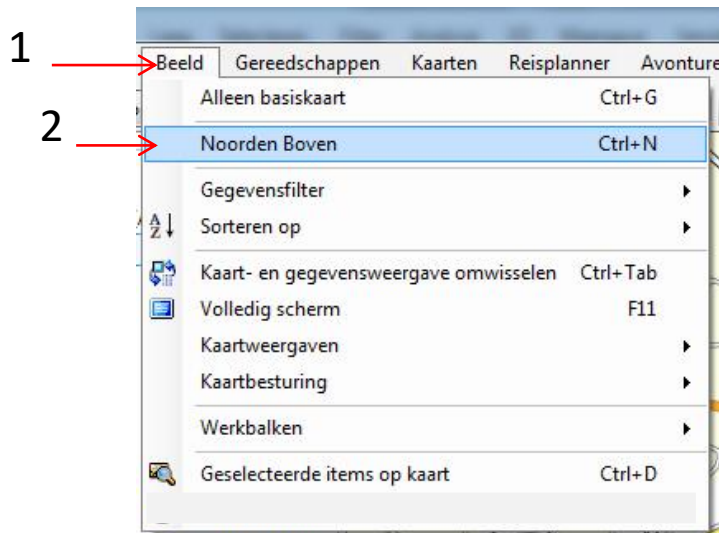 1
Beeld Gereedschappen Kaarten Reisplanner Avonture
Alleen basiskaart Ctrl+G
2
Noorden Boven Ctrl+N
Gegevensfilter
Sorteren op
Kaart- en gegevensweergave omwisselen Ctrl+Tab
Volledig scherm F11
Kaartweergaven
Kaartbesturing
Werkbalken
Geselecteerde items op kaart Ctrl+D